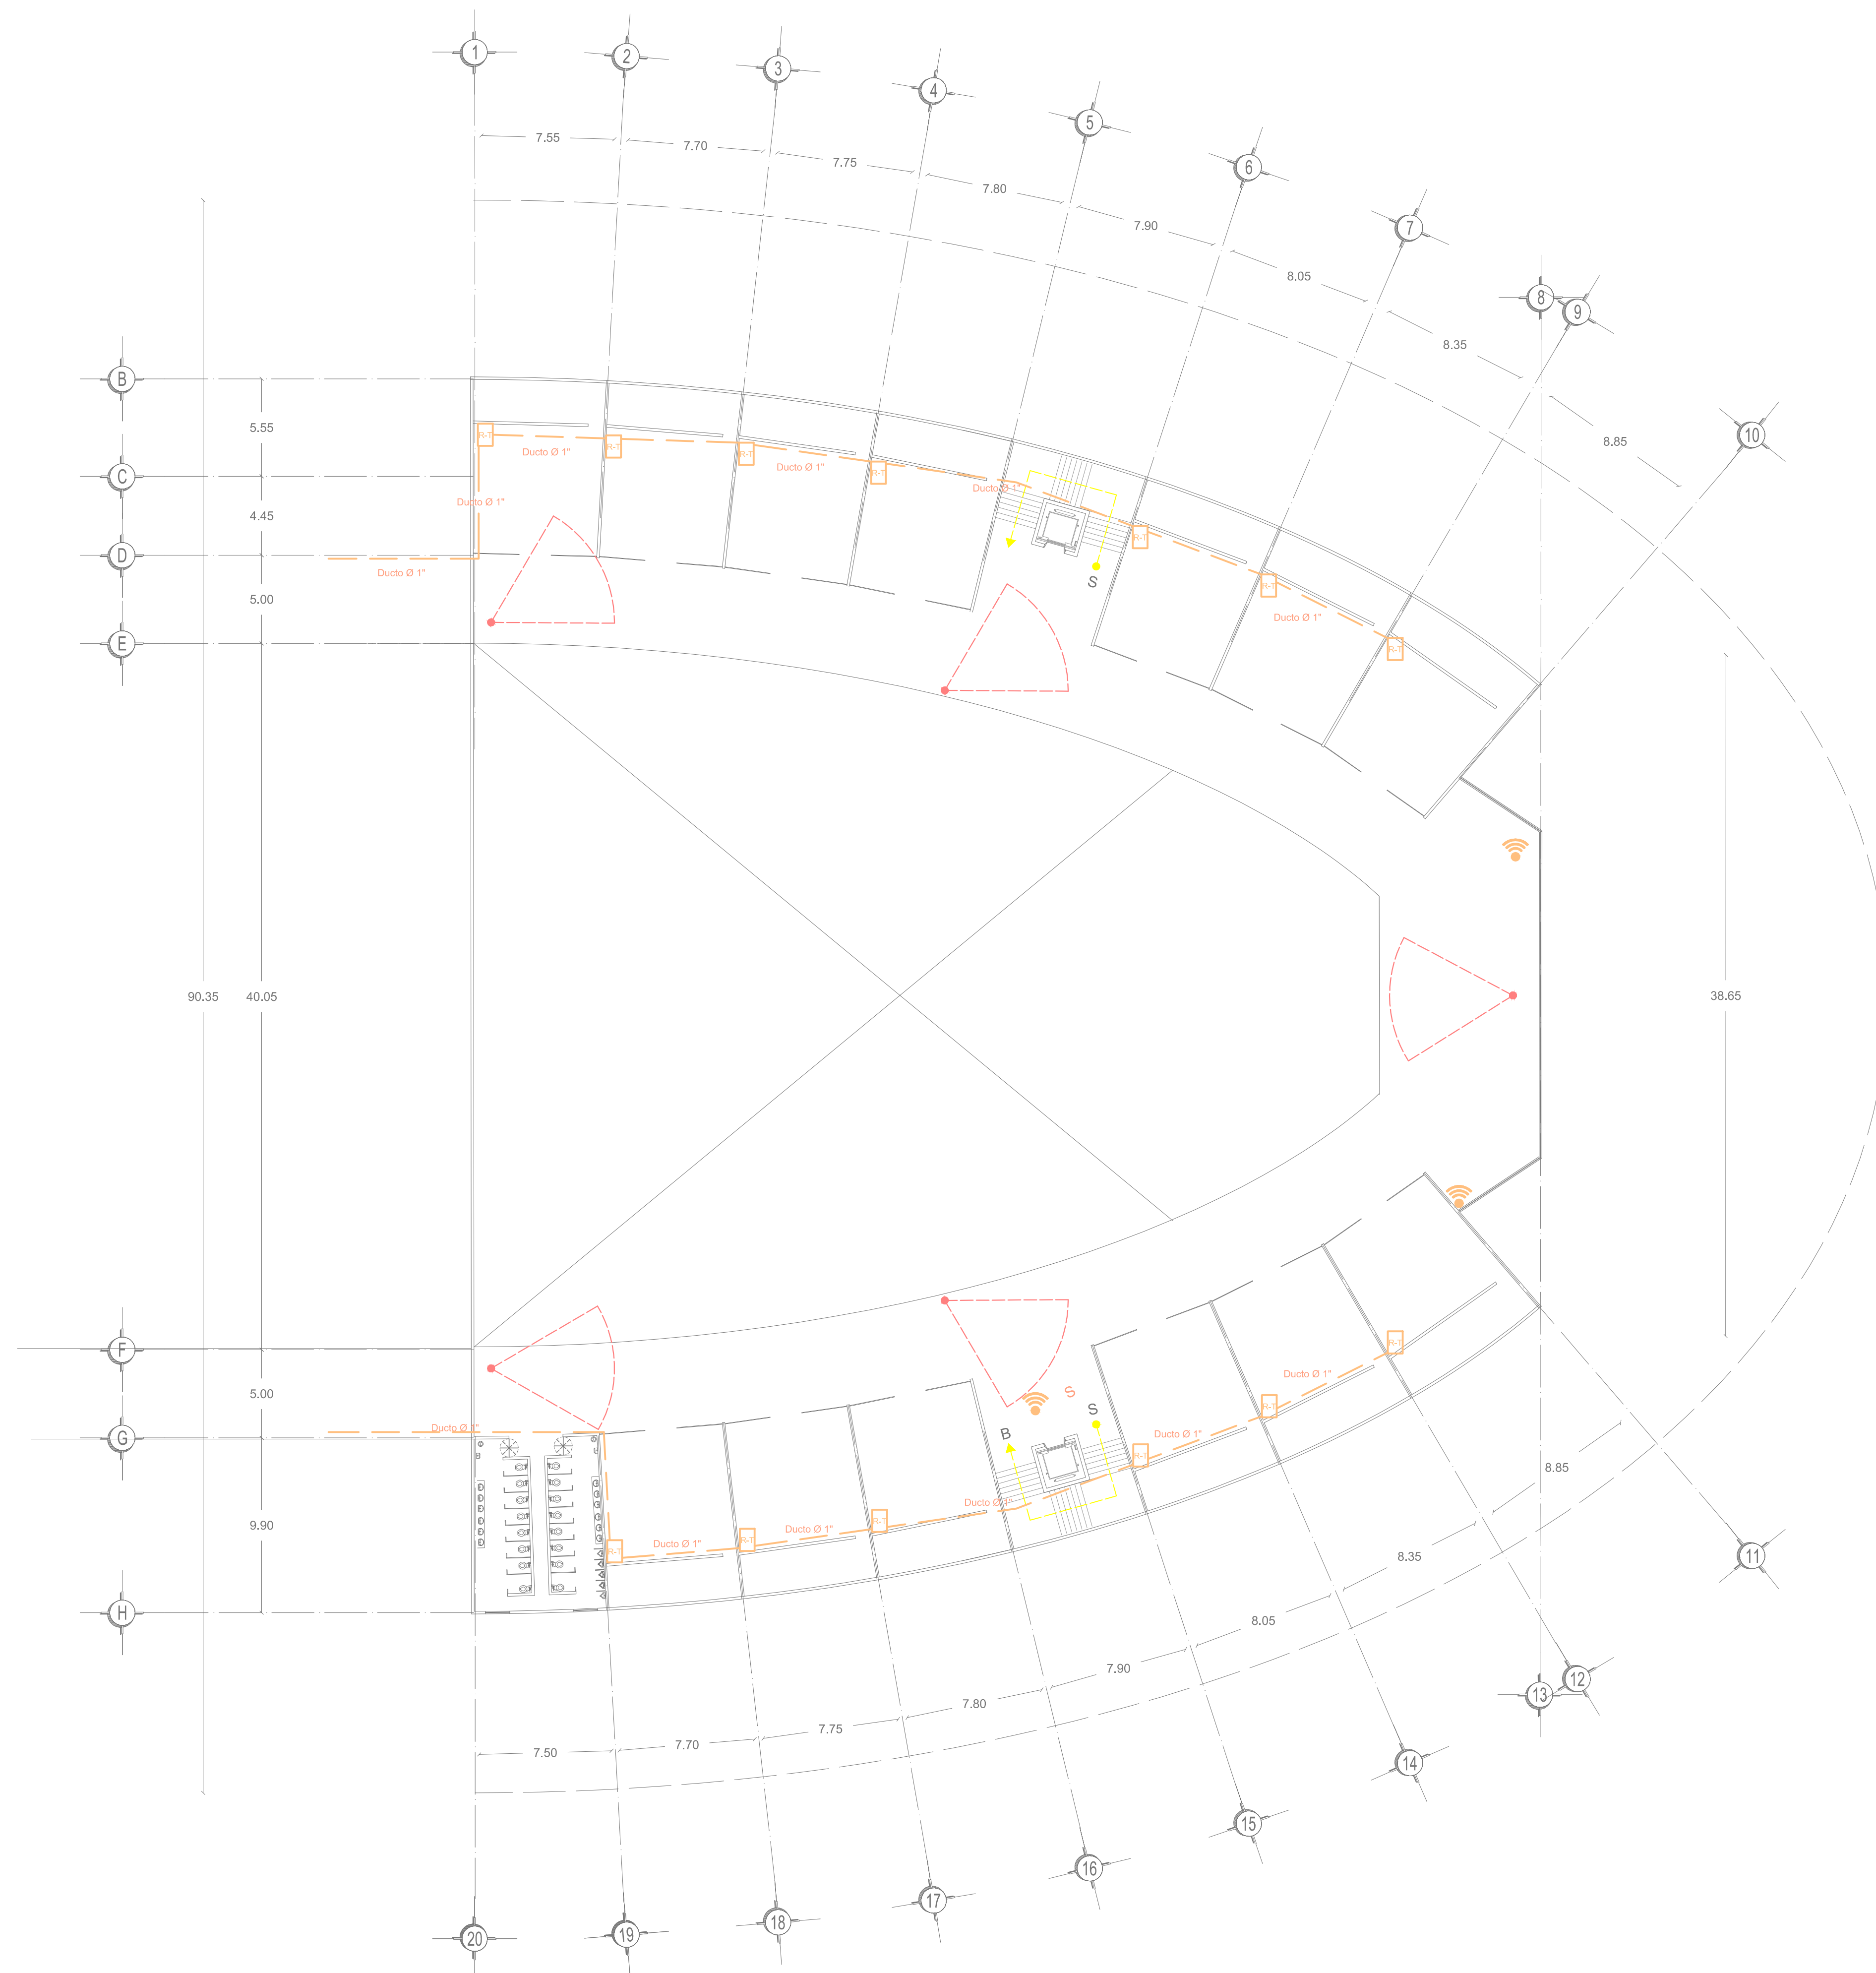 1
2
3
4
5
6
7
8
9
10
7.55
7.70
7.75
7.80
7.90
8.05
8.35
8.85
B
5.55
C
4.45
D
5.00
E
R-T
R-T
R-T
R-T
R-T
R-T
R-T
Ducto Ø 1"
Ducto Ø 1"
Ducto Ø 1"
Ducto Ø 1"
Ducto Ø 1"
Ducto Ø 1"
S
90.35
40.05
38.65
F
5.00
G
9.90
H
Ducto Ø 1"
R-T
R-T
R-T
R-T
R-T
R-T
Ducto Ø 1"
Ducto Ø 1"
Ducto Ø 1"
Ducto Ø 1"
Ducto Ø 1"
S
S
B
8.85
8.35
8.05
7.90
7.80
7.75
7.70
7.50
11
12
13
14
15
16
17
18
19
20